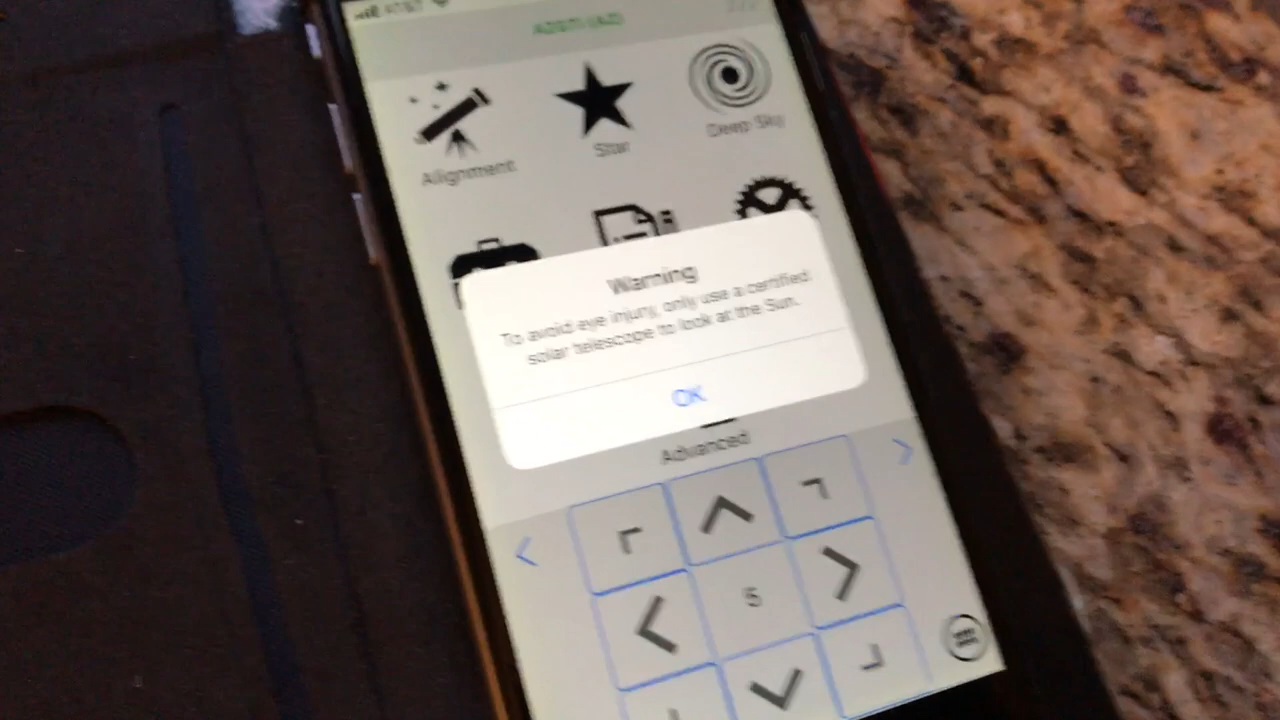 AT&T
Alignment
Star
Deep Sky
Warning
To avoid eye injury, only use a certified
solar telescope to look at the Sun.
OK
Advanced
5